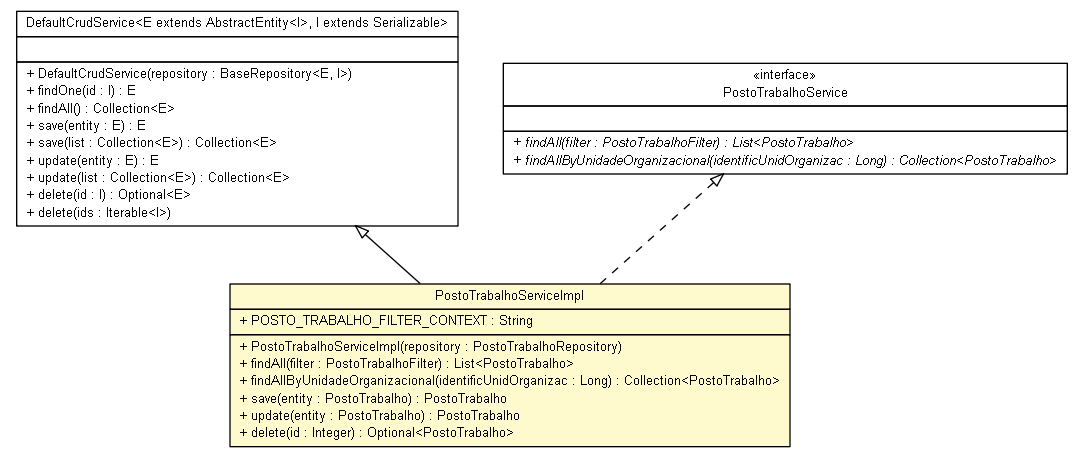 DefaultCrudService<E extends AbstractEntity<I>, I extends Serializable>
+ DefaultCrudService(repository : BaseRepository<E, I>)
+ findOne(id : I) : E
+ findAll() : Collection<E>
+ save(entity : E) : E
+ save(list : Collection<E>) : Collection<E>
+ update(entity : E) : E
+ update(list : Collection<E>) : Collection<E>
+ delete(id : I) : Optional<E>
+ delete(ids : Iterable<I>)
«interface»
PostoTrabalhoService
+ findAll(filter : PostoTrabalhoFilter) : List<PostoTrabalho>
+ findAllByUnidadeOrganizacional(identificUnidOrganizac : Long) : Collection<PostoTrabalho>
PostoTrabalhoServiceImpl
+ POSTO_TRABALHO_FILTER_CONTEXT : String
+ PostoTrabalhoServiceImpl(repository : PostoTrabalhoRepository)
+ findAll(filter : PostoTrabalhoFilter) : List<PostoTrabalho>
+ findAllByUnidadeOrganizacional(identificUnidOrganizac : Long) : Collection<PostoTrabalho>
+ save(entity : PostoTrabalho) : PostoTrabalho
+ update(entity : PostoTrabalho) : PostoTrabalho
+ delete(id : Integer) : Optional<PostoTrabalho>